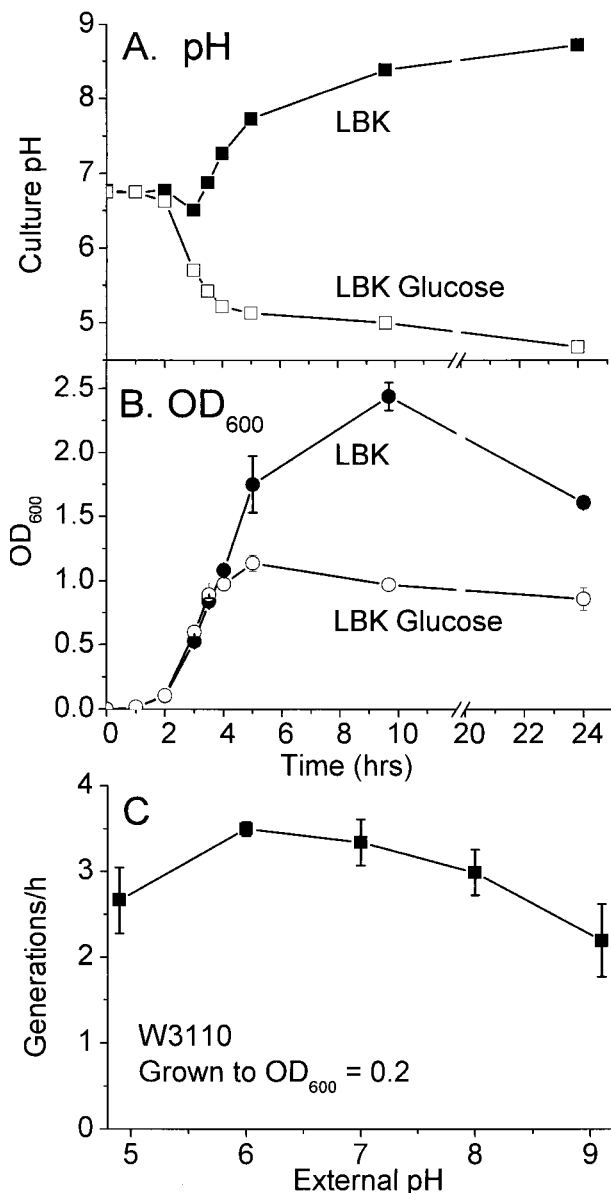 A. pH
9
8
7
6
5
Culture pH
LBK
LBK Glucose
B. OD600
2.5
2.0
1.5
1.0
0.5
0.0
OD600
LBK
LBK Glucose
0 2 4 6 8 10 20 22 24
Time (hrs)
C
4
3
2
1
0
Generations/h
W3110
Grown to OD600 = 0.2
5 6 7 8 9
External pH